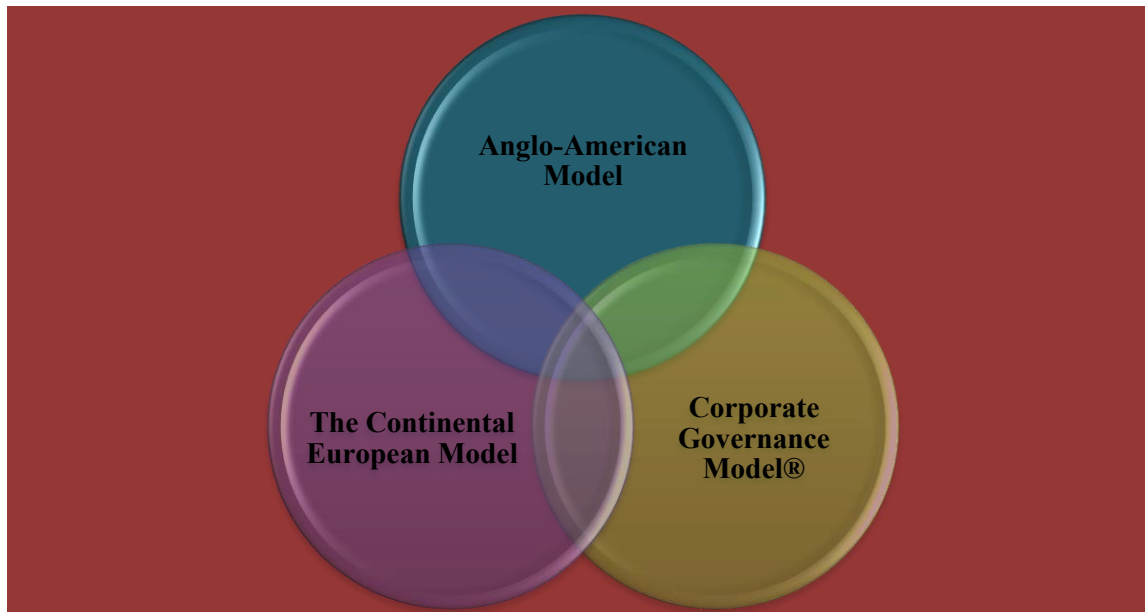 Anglo-American
Model
The Continental
European Model
Corporate
Governance
Model®